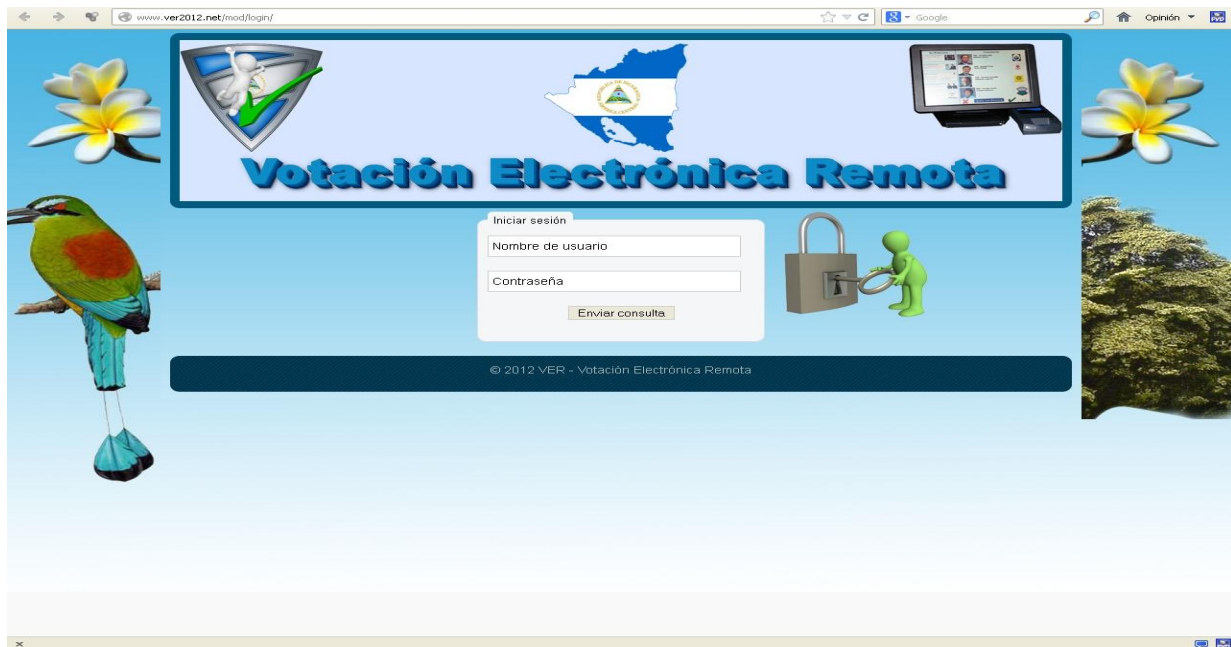 www.ver2012.net/mod/login/
Google
Opinión
Votación Electrónica Remota
Iniciar sesión
Nombre de usuario
Contraseña
Enviar consulta
© 2012 VER - Votación Electrónica Remota